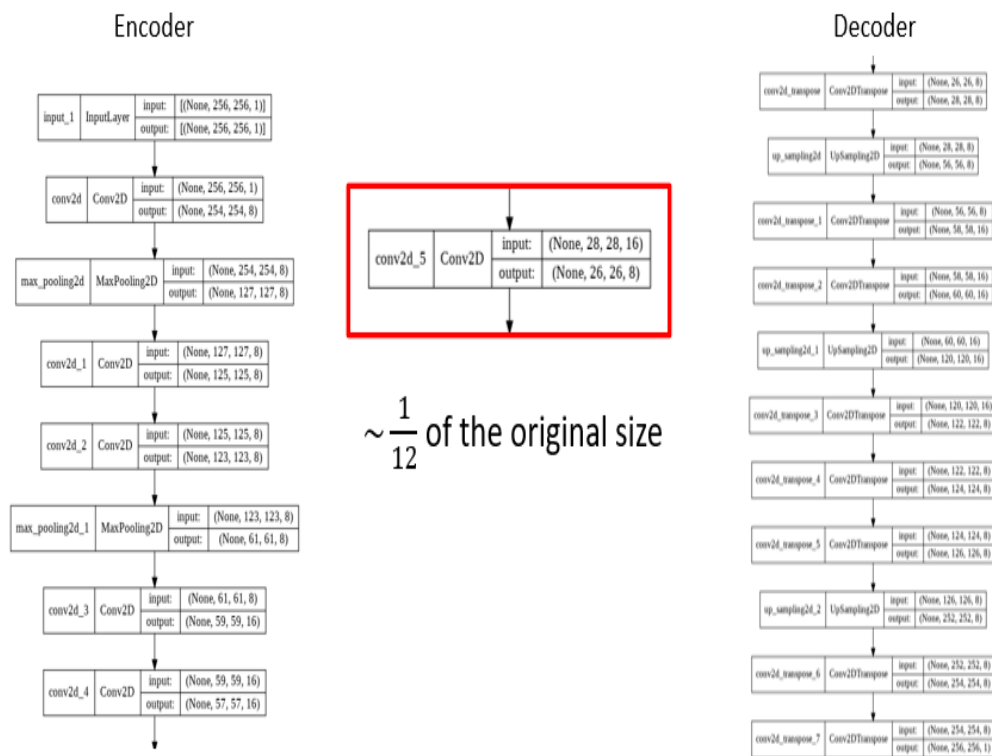 Encoder
input_1 InputLayer input: [(None, 256, 256, 1)]
output: [(None, 256, 256, 1)]
conv2d Conv2D input: (None, 256, 256, 1)
output: (None, 254, 254, 8)
max_pooling2d MaxPooling2D input: (None, 254, 254, 8)
output: (None, 127, 127, 8)
conv2d_1 Conv2D input: (None, 127, 127, 8)
output: (None, 125, 125, 8)
conv2d_2 Conv2D input: (None, 125, 125, 8)
output: (None, 123, 123, 8)
max_pooling2d_1 MaxPooling2D input: (None, 123, 123, 8)
output: (None, 61, 61, 8)
conv2d_3 Conv2D input: (None, 61, 61, 8)
output: (None, 59, 59, 16)
conv2d_4 Conv2D input: (None, 59, 59, 16)
output: (None, 57, 57, 16)
conv2d_5 Conv2D input: (None, 28, 28, 16)
output: (None, 26, 26, 8)
~ 1/12 of the original size
Decoder
conv2d_transpose Conv2DTranspose input: (None, 26, 26, 8)
output: (None, 28, 28, 8)
up_sampling2d UpSampling2D input: (None, 28, 28, 8)
output: (None, 56, 56, 8)
conv2d_transpose_1 Conv2DTranspose input: (None, 56, 56, 8)
output: (None, 58, 58, 16)
conv2d_transpose_2 Conv2DTranspose input: (None, 58, 58, 16)
output: (None, 60, 60, 16)
up_sampling2d_1 UpSampling2D input: (None, 60, 60, 16)
output: (None, 120, 120, 16)
conv2d_transpose_3 Conv2DTranspose input: (None, 120, 120, 16)
output: (None, 122, 122, 8)
conv2d_transpose_4 Conv2DTranspose input: (None, 122, 122, 8)
output: (None, 124, 124, 8)
conv2d_transpose_5 Conv2DTranspose input: (None, 124, 124, 8)
output: (None, 126, 126, 8)
up_sampling2d_2 UpSampling2D input: (None, 126, 126, 8)
output: (None, 252, 252, 8)
conv2d_transpose_6 Conv2DTranspose input: (None, 252, 252, 8)
output: (None, 254, 254, 8)
conv2d_transpose_7 Conv2DTranspose input: (None, 254, 254, 8)
output: (None, 256, 256, 1)